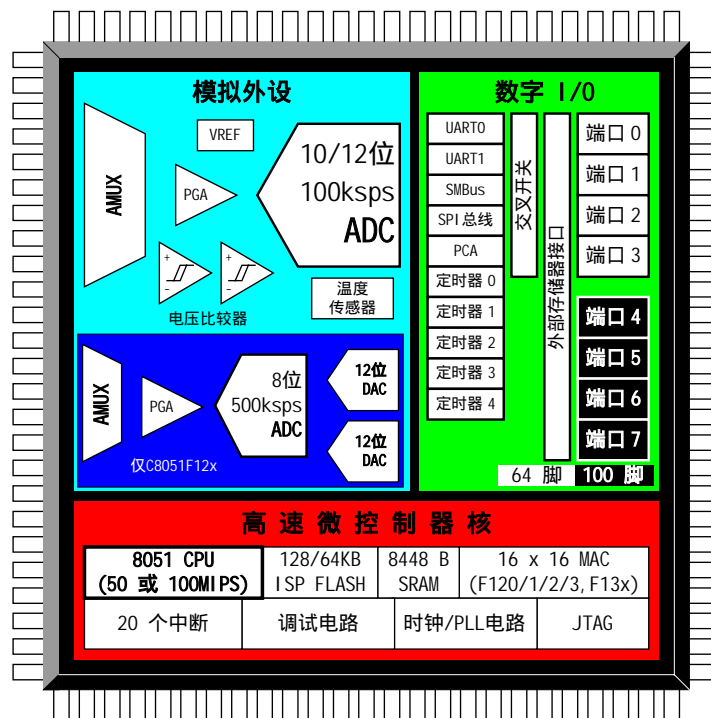 模拟外设
AMUX
VREF
PGA
10/12位
100ksps
ADC
+
-
+
-
电压比较器
温度
传感器
AMUX
PGA
8位
500ksps
ADC
12位
DAC
12位
DAC
仅C8051F12x
数字 I/O
UART0
UART1
SMBus
SPI总线
PCA
定时器 0
定时器 1
定时器 2
定时器 3
定时器 4
交叉开关
外部存储器接口
端口 0
端口 1
端口 2
端口 3
端口 4
端口 5
端口 6
端口 7
64 脚 100 脚
高速微控制器核
8051 CPU
(50 或 100MIPS)
128/64KB
ISP FLASH
8448 B
SRAM
16 x 16 MAC
(F120/1/2/3,F13x)
20 个中断
调试电路
时钟/PLL电路
JTAG